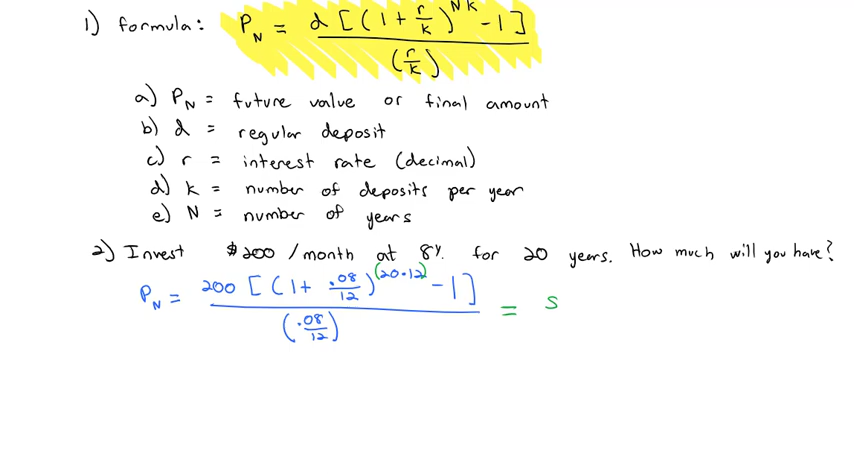 1) formula: P_N = d [ ( 1 + r/k )^(Nk) - 1 ] / (r/k)
a) P_N = future value or final amount
b) d = regular deposit
c) r = interest rate (decimal)
d) k = number of deposits per year
e) N = number of years
2) Invest $200 /month at 8% for 20 years. How much will you have?
P_N = 200 [ ( 1 + .08/12 )^(20·12) - 1 ] / (.08/12) = S